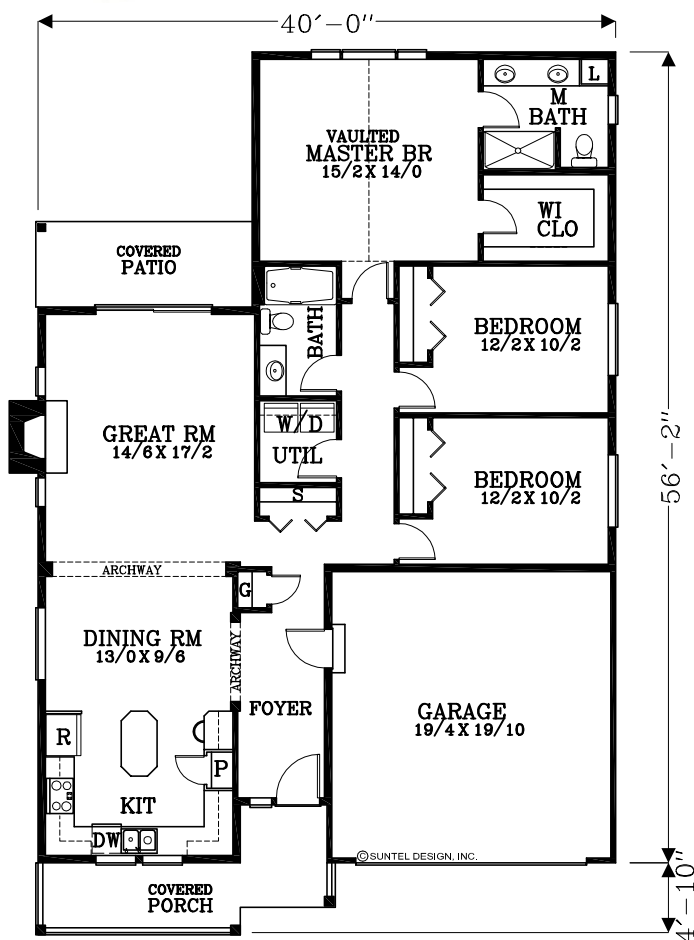 40'-0"
L
M
BATH
VAULTED
MASTER BR
15/2 X 14/0
WI
CLO
COVERED
PATIO
BATH
BEDROOM
12/2 X 10/2
W/D
UTIL
GREAT RM
14/6 X 17/2
56'-2"
BEDROOM
12/2 X 10/2
S
ARCHWAY
G
DINING RM
13/0 X 9/6
ARCHWAY
FOYER
GARAGE
19/4 X 19/10
R
P
KIT
DW
© SUNTEL DESIGN, INC.
COVERED
PORCH
4'-10"